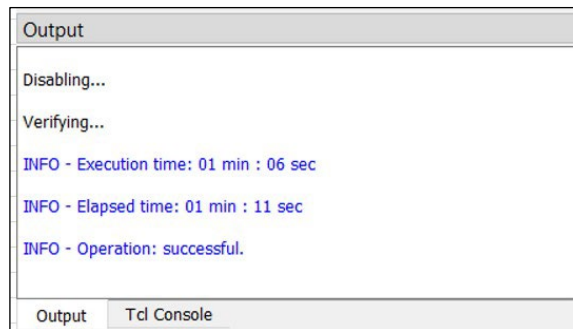 Output
Disabling...
Verifying...
INFO - Execution time: 01 min : 06 sec
INFO - Elapsed time: 01 min : 11 sec
INFO - Operation: successful.
Output Tcl Console